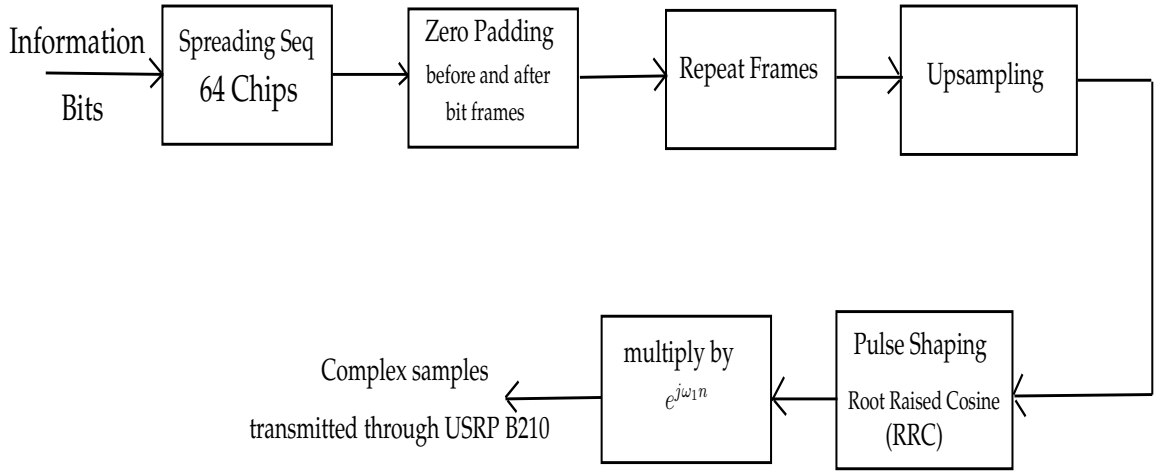 Information
Bits
Spreading Seq
64 Chips
Zero Padding
before and after
bit frames
Repeat Frames
Upsampling
Pulse Shaping
Root Raised Cosine
(RRC)
multiply by
$e^{j\omega_1 n}$
Complex samples
transmitted through USRP B210